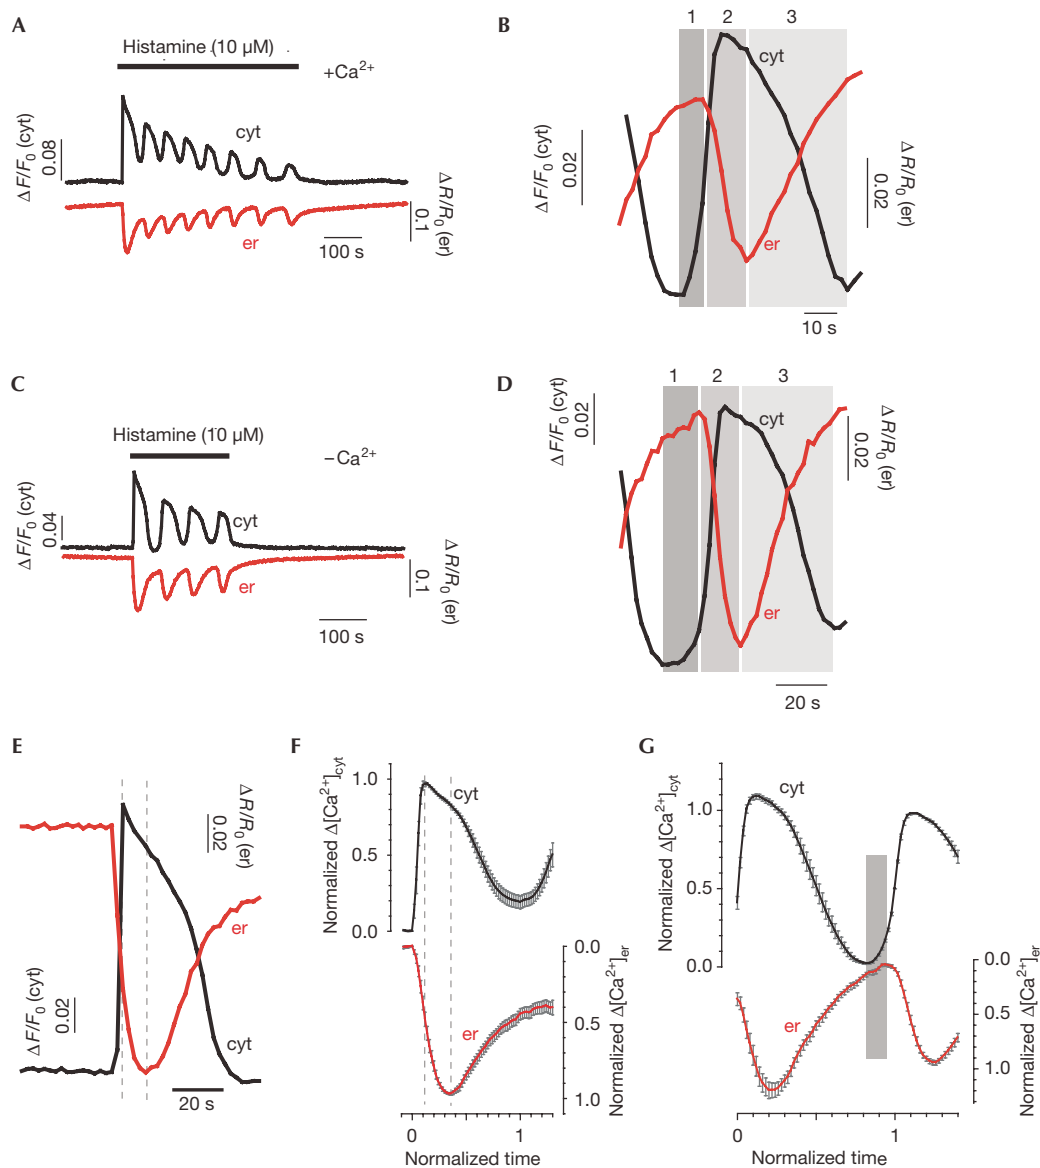 A
Histamine (10 μM)
+Ca²⁺
cyt
er
ΔF/F₀ (cyt)
0.08
ΔR/R₀ (er)
0.1
100 s
B
1 2 3
cyt
er
ΔF/F₀ (cyt)
0.02
ΔR/R₀ (er)
0.02
10 s
C
Histamine (10 μM)
−Ca²⁺
cyt
er
ΔF/F₀ (cyt)
0.04
ΔR/R₀ (er)
0.1
100 s
D
1 2 3
cyt
er
ΔF/F₀ (cyt)
0.02
ΔR/R₀ (er)
0.02
20 s
E
ΔR/R₀ (er)
0.02
er
cyt
ΔF/F₀ (cyt)
0.02
20 s
F
Normalized Δ[Ca²⁺]cyt
1.0
0.5
0.0
cyt
er
0.0
0.5
1.0
Normalized Δ[Ca²⁺]er
0 1
Normalized time
G
Normalized Δ[Ca²⁺]cyt
1.0
0.5
0.0
cyt
er
0.0
0.5
1.0
Normalized Δ[Ca²⁺]er
0 1
Normalized time